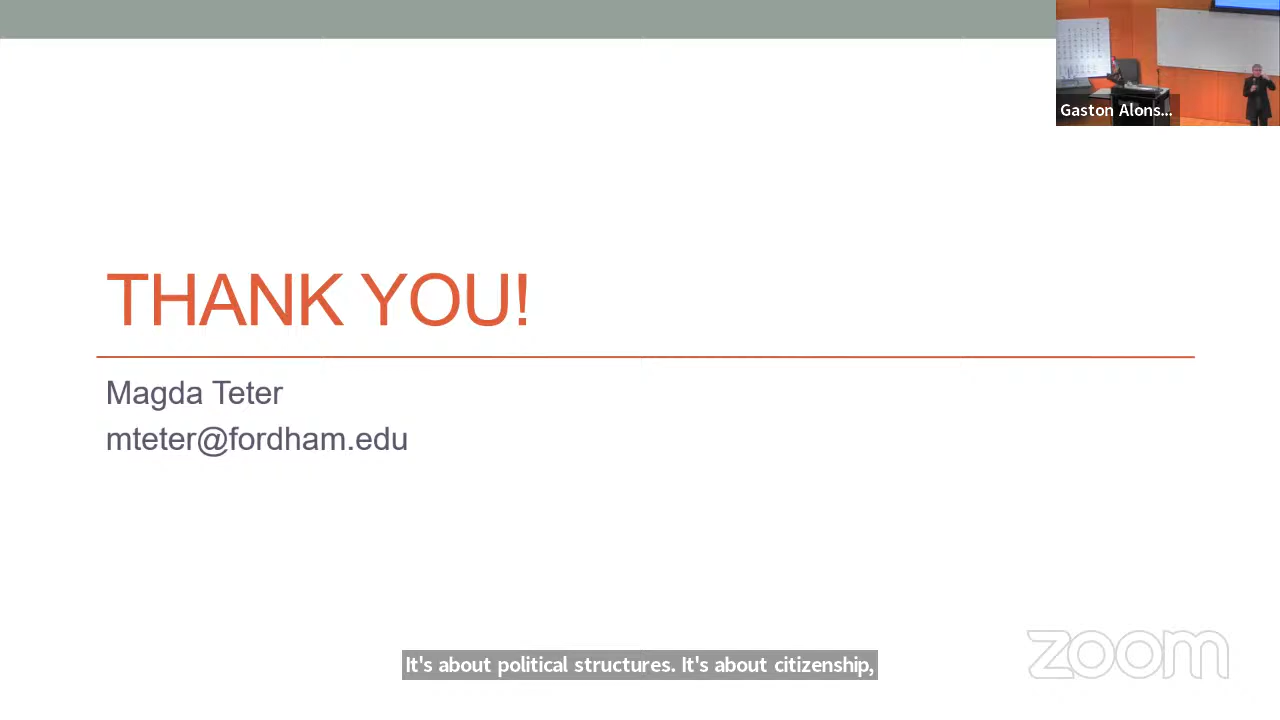 Gaston Alons...
THANK YOU!
Magda Teter
mteter@fordham.edu
It's about political structures. It's about citizenship,
zoom